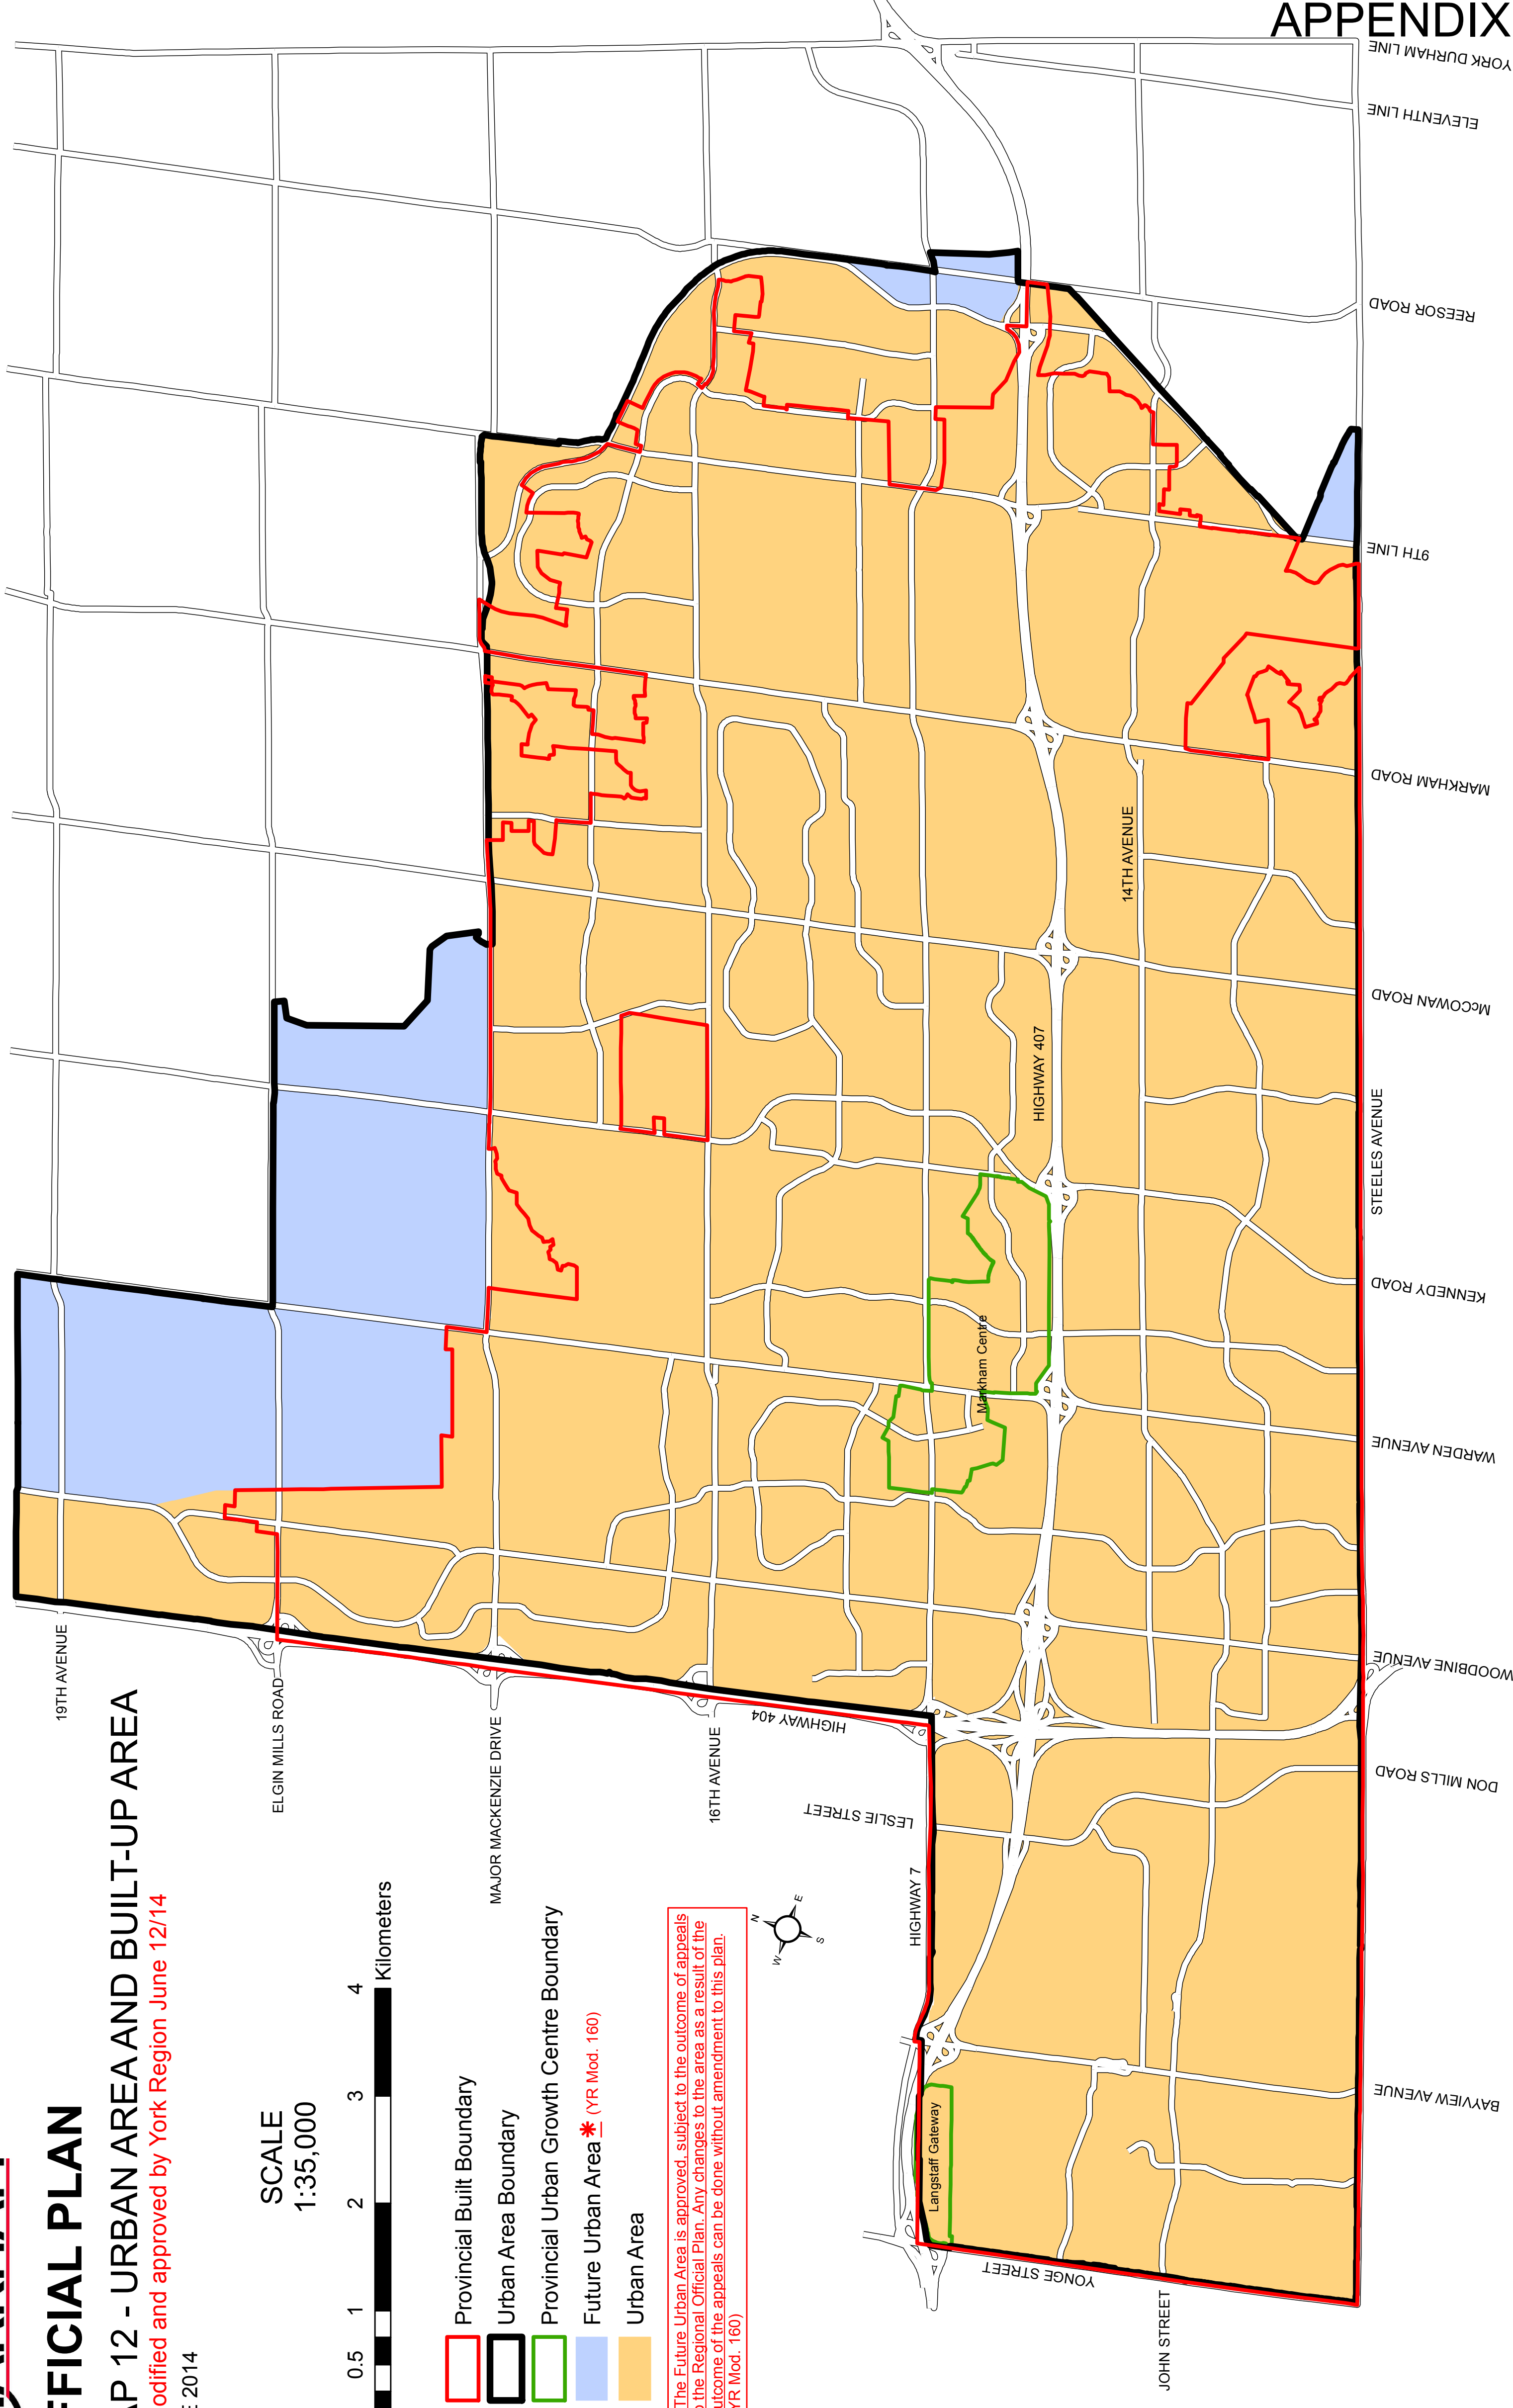 APPENDIX
FFICIAL PLAN
AP 12 - URBAN AREA AND BUILT-UP AREA
odified and approved by York Region June 12/14
E 2014
SCALE
1:35,000
0.5 1 2 3 4
Kilometers
Provincial Built Boundary
Urban Area Boundary
Provincial Urban Growth Centre Boundary
Future Urban Area * (YR Mod. 160)
Urban Area
The Future Urban Area is approved, subject to the outcome of appeals
o the Regional Official Plan. Any changes to the area as a result of the
utcome of the appeals can be done without amendment to this plan.
YR Mod. 160)
N
E
S
W
19TH AVENUE
ELGIN MILLS ROAD
MAJOR MACKENZIE DRIVE
16TH AVENUE
HIGHWAY 404
LESLIE STREET
HIGHWAY 7
YONGE STREET
JOHN STREET
Langstaff Gateway
Markham Centre
HIGHWAY 407
14TH AVENUE
STEELES AVENUE
BAYVIEW AVENUE
DON MILLS ROAD
WOODBINE AVENUE
WARDEN AVENUE
KENNEDY ROAD
McCOWAN ROAD
MARKHAM ROAD
9TH LINE
REESOR ROAD
ELEVENTH LINE
YORK DURHAM LINE